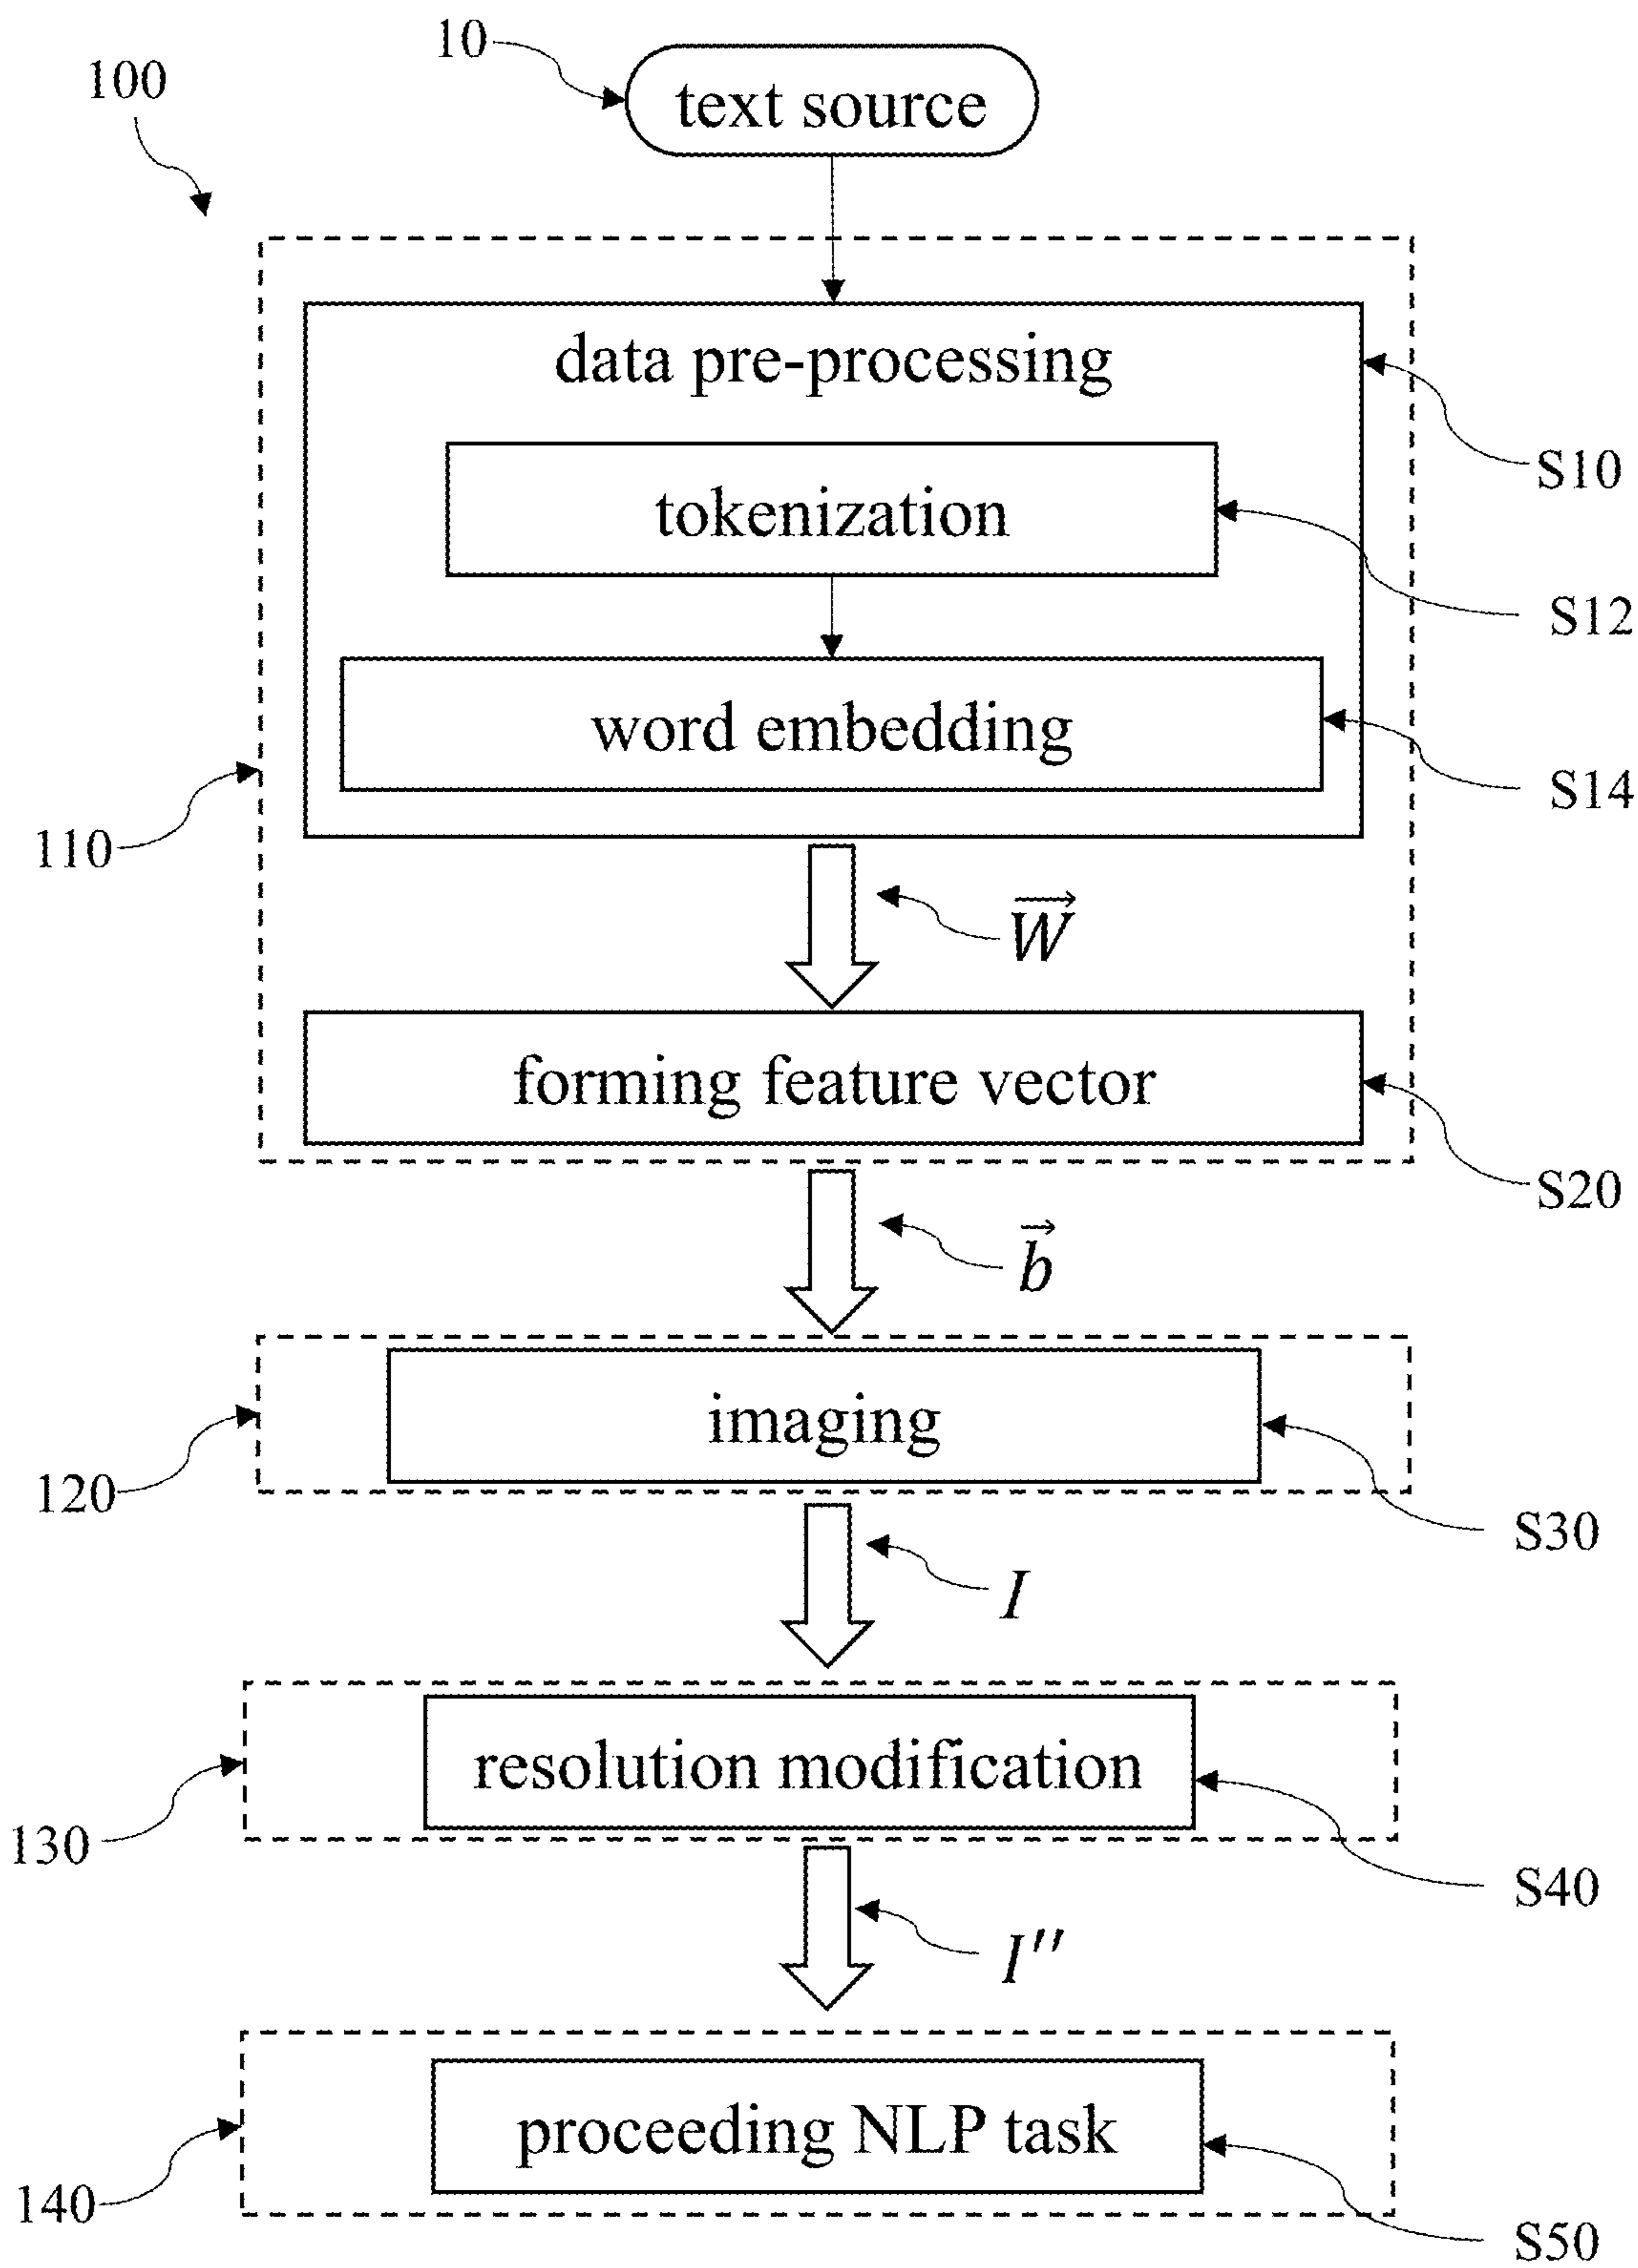 10
text source
100
data pre-processing
S10
tokenization
S12
word embedding
S14
110
W⃗
forming feature vector
S20
b⃗
imaging
120
S30
I
resolution modification
130
S40
I″
proceeding NLP task
140
S50